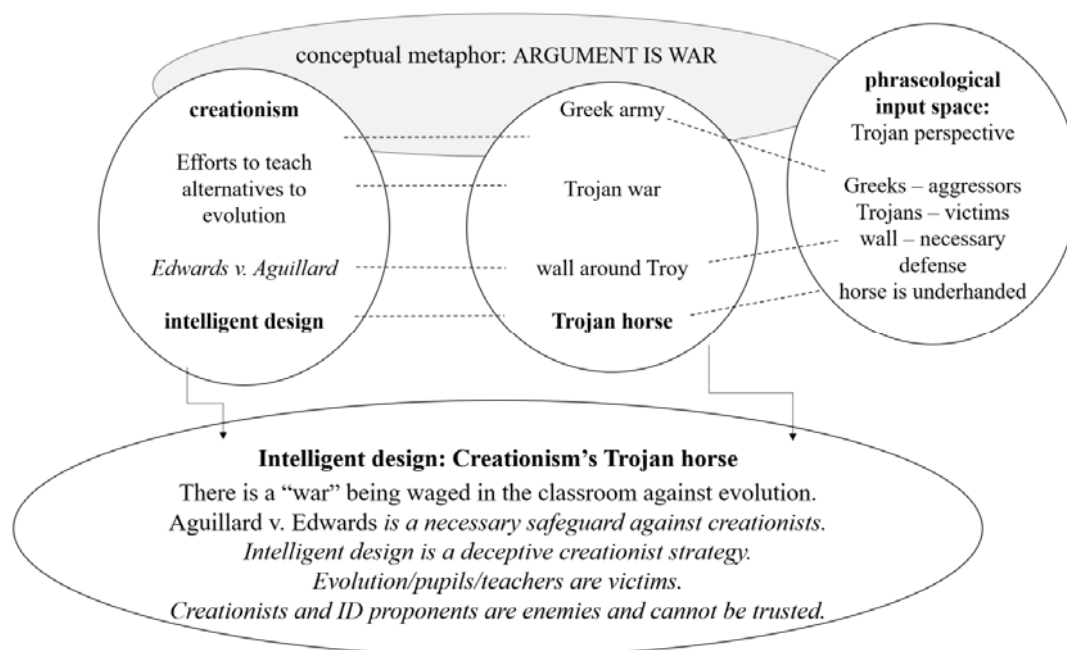 conceptual metaphor: ARGUMENT IS WAR
creationism
Efforts to teach
alternatives to
evolution
Edwards v. Aguillard
intelligent design
Greek army
Trojan war
wall around Troy
Trojan horse
phraseological
input space:
Trojan perspective
Greeks – aggressors
Trojans – victims
wall – necessary
defense
horse is underhanded
Intelligent design: Creationism’s Trojan horse
There is a “war” being waged in the classroom against evolution.
Aguillard v. Edwards is a necessary safeguard against creationists.
Intelligent design is a deceptive creationist strategy.
Evolution/pupils/teachers are victims.
Creationists and ID proponents are enemies and cannot be trusted.